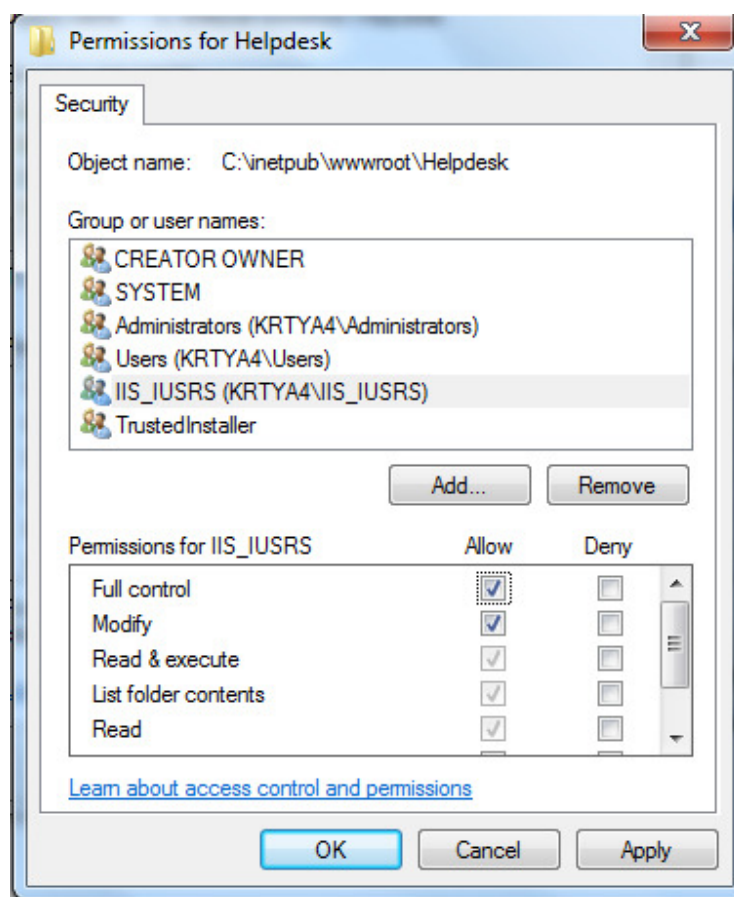 Permissions for Helpdesk
Security
Object name: C:\inetpub\wwwroot\Helpdesk
Group or user names:
CREATOR OWNER
SYSTEM
Administrators (KRTYA4\Administrators)
Users (KRTYA4\Users)
IIS_IUSRS (KRTYA4\IIS_IUSRS)
TrustedInstaller
Add... Remove
Permissions for IIS_IUSRS Allow Deny
Full control
Modify
Read & execute
List folder contents
Read
Learn about access control and permissions
OK Cancel Apply